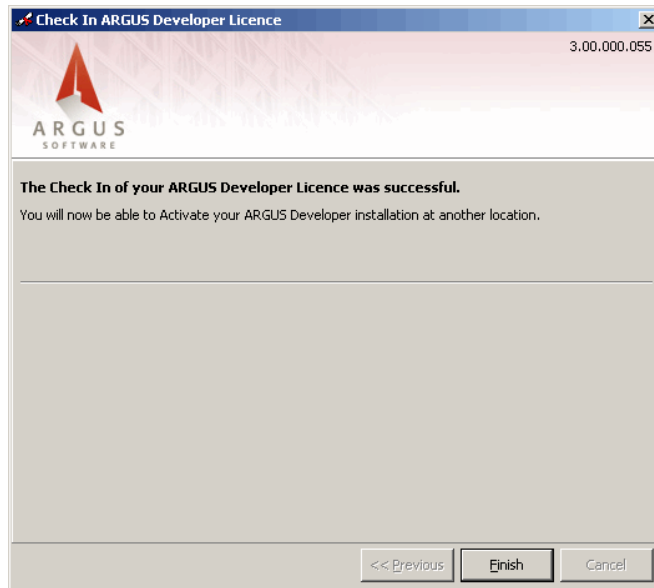 Check In ARGUS Developer Licence
3.00.000.055
ARGUS
SOFTWARE
The Check In of your ARGUS Developer Licence was successful.
You will now be able to Activate your ARGUS Developer installation at another location.
<< Previous
Finish
Cancel